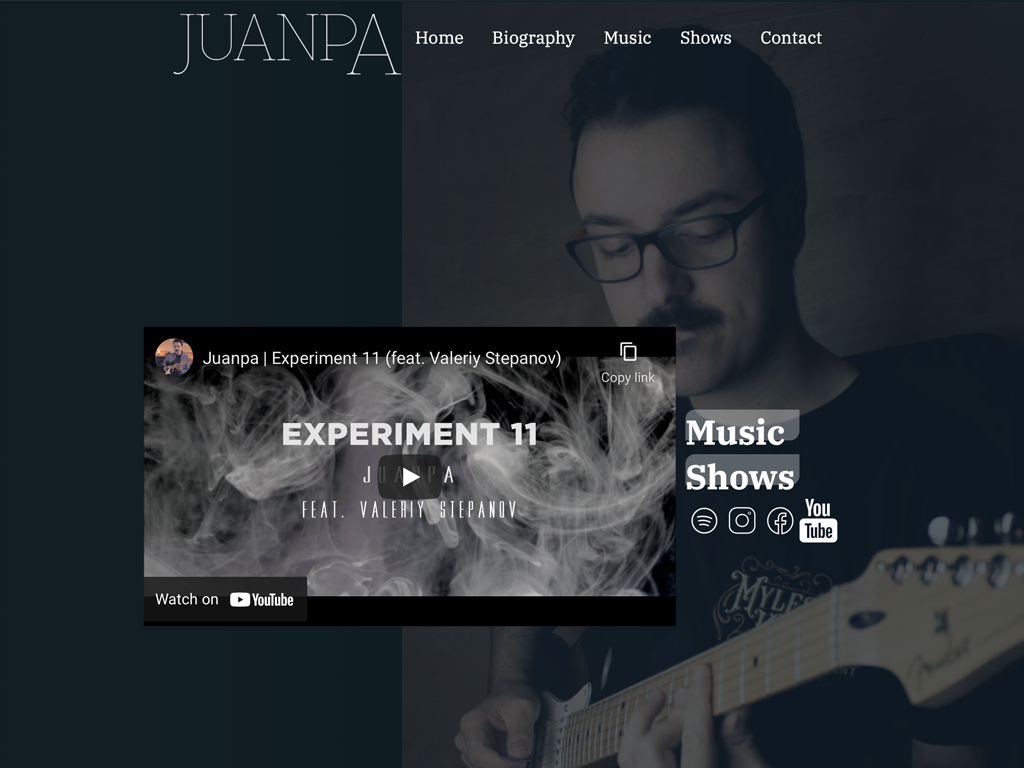 JUANPA
Home Biography Music Shows Contact
Juanpa | Experiment 11 (feat. Valeriy Stepanov)
Copy link
EXPERIMENT 11
JUANPA
FEAT. VALERIY STEPANOV
Watch on YouTube
Music
Shows
You
Tube
MYLES
Fender